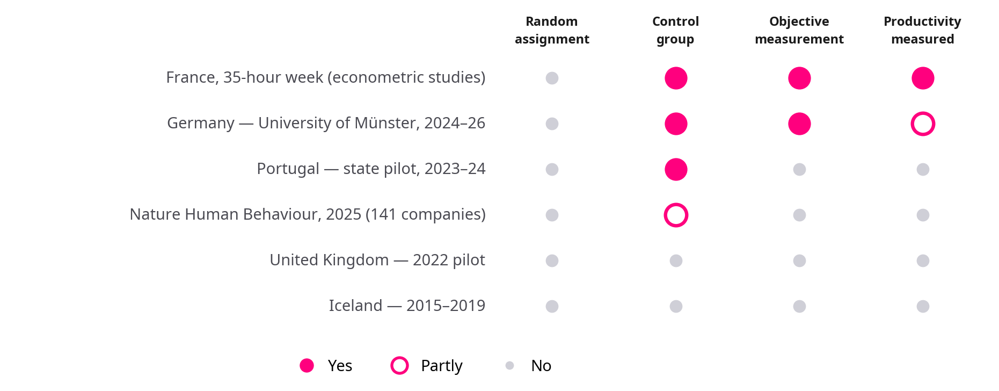 Random assignment
Control group
Objective measurement
Productivity measured
France, 35-hour week (econometric studies)
Germany — University of Münster, 2024–26
Portugal — state pilot, 2023–24
Nature Human Behaviour, 2025 (141 companies)
United Kingdom — 2022 pilot
Iceland — 2015–2019
Yes
Partly
No